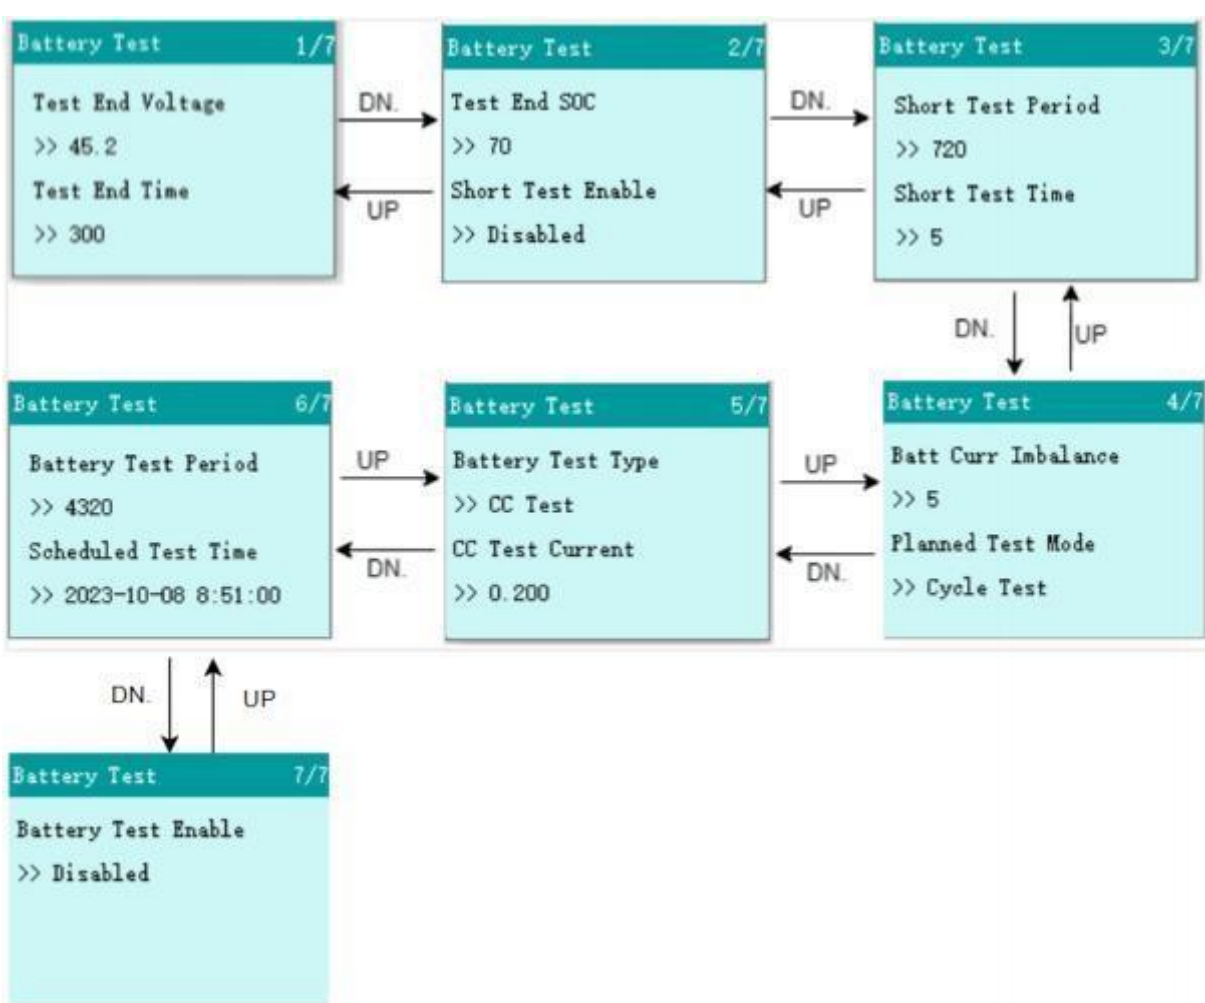 Battery Test 1/7
Test End Voltage
>> 45.2
Test End Time
>> 300
DN.
UP
Battery Test 2/7
Test End SOC
>> 70
Short Test Enable
>> Disabled
DN.
UP
Battery Test 3/7
Short Test Period
>> 720
Short Test Time
>> 5
DN.
UP
Battery Test 4/7
Batt Curr Imbalance
>> 5
Planned Test Mode
>> Cycle Test
UP
DN.
Battery Test 5/7
Battery Test Type
>> CC Test
CC Test Current
>> 0.200
UP
DN.
Battery Test 6/7
Battery Test Period
>> 4320
Scheduled Test Time
>> 2023-10-08 8:51:00
DN.
UP
Battery Test 7/7
Battery Test Enable
>> Disabled